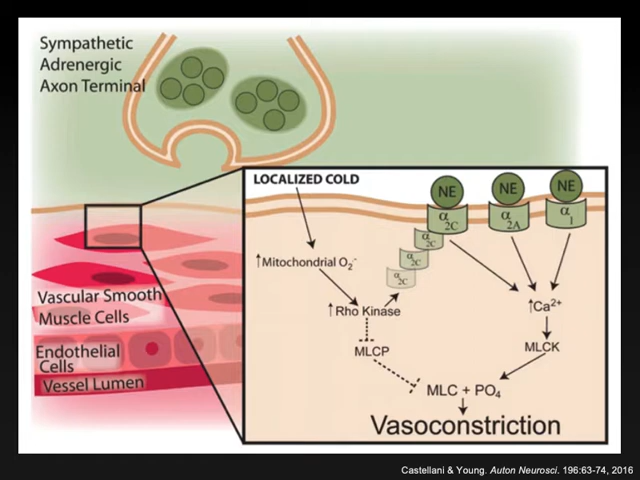 Sympathetic
Adrenergic
Axon Terminal
LOCALIZED COLD
NE
NE
NE
α2C
α2A
α1
α2C
α2C
α2C
↑Mitochondrial O2⁻
↑Rho Kinase
↑Ca²⁺
MLCP
MLCK
MLC + PO4
Vasoconstriction
Vascular Smooth
Muscle Cells
Endothelial
Cells
Vessel Lumen
Castellani & Young. Auton Neurosci. 196:63-74, 2016